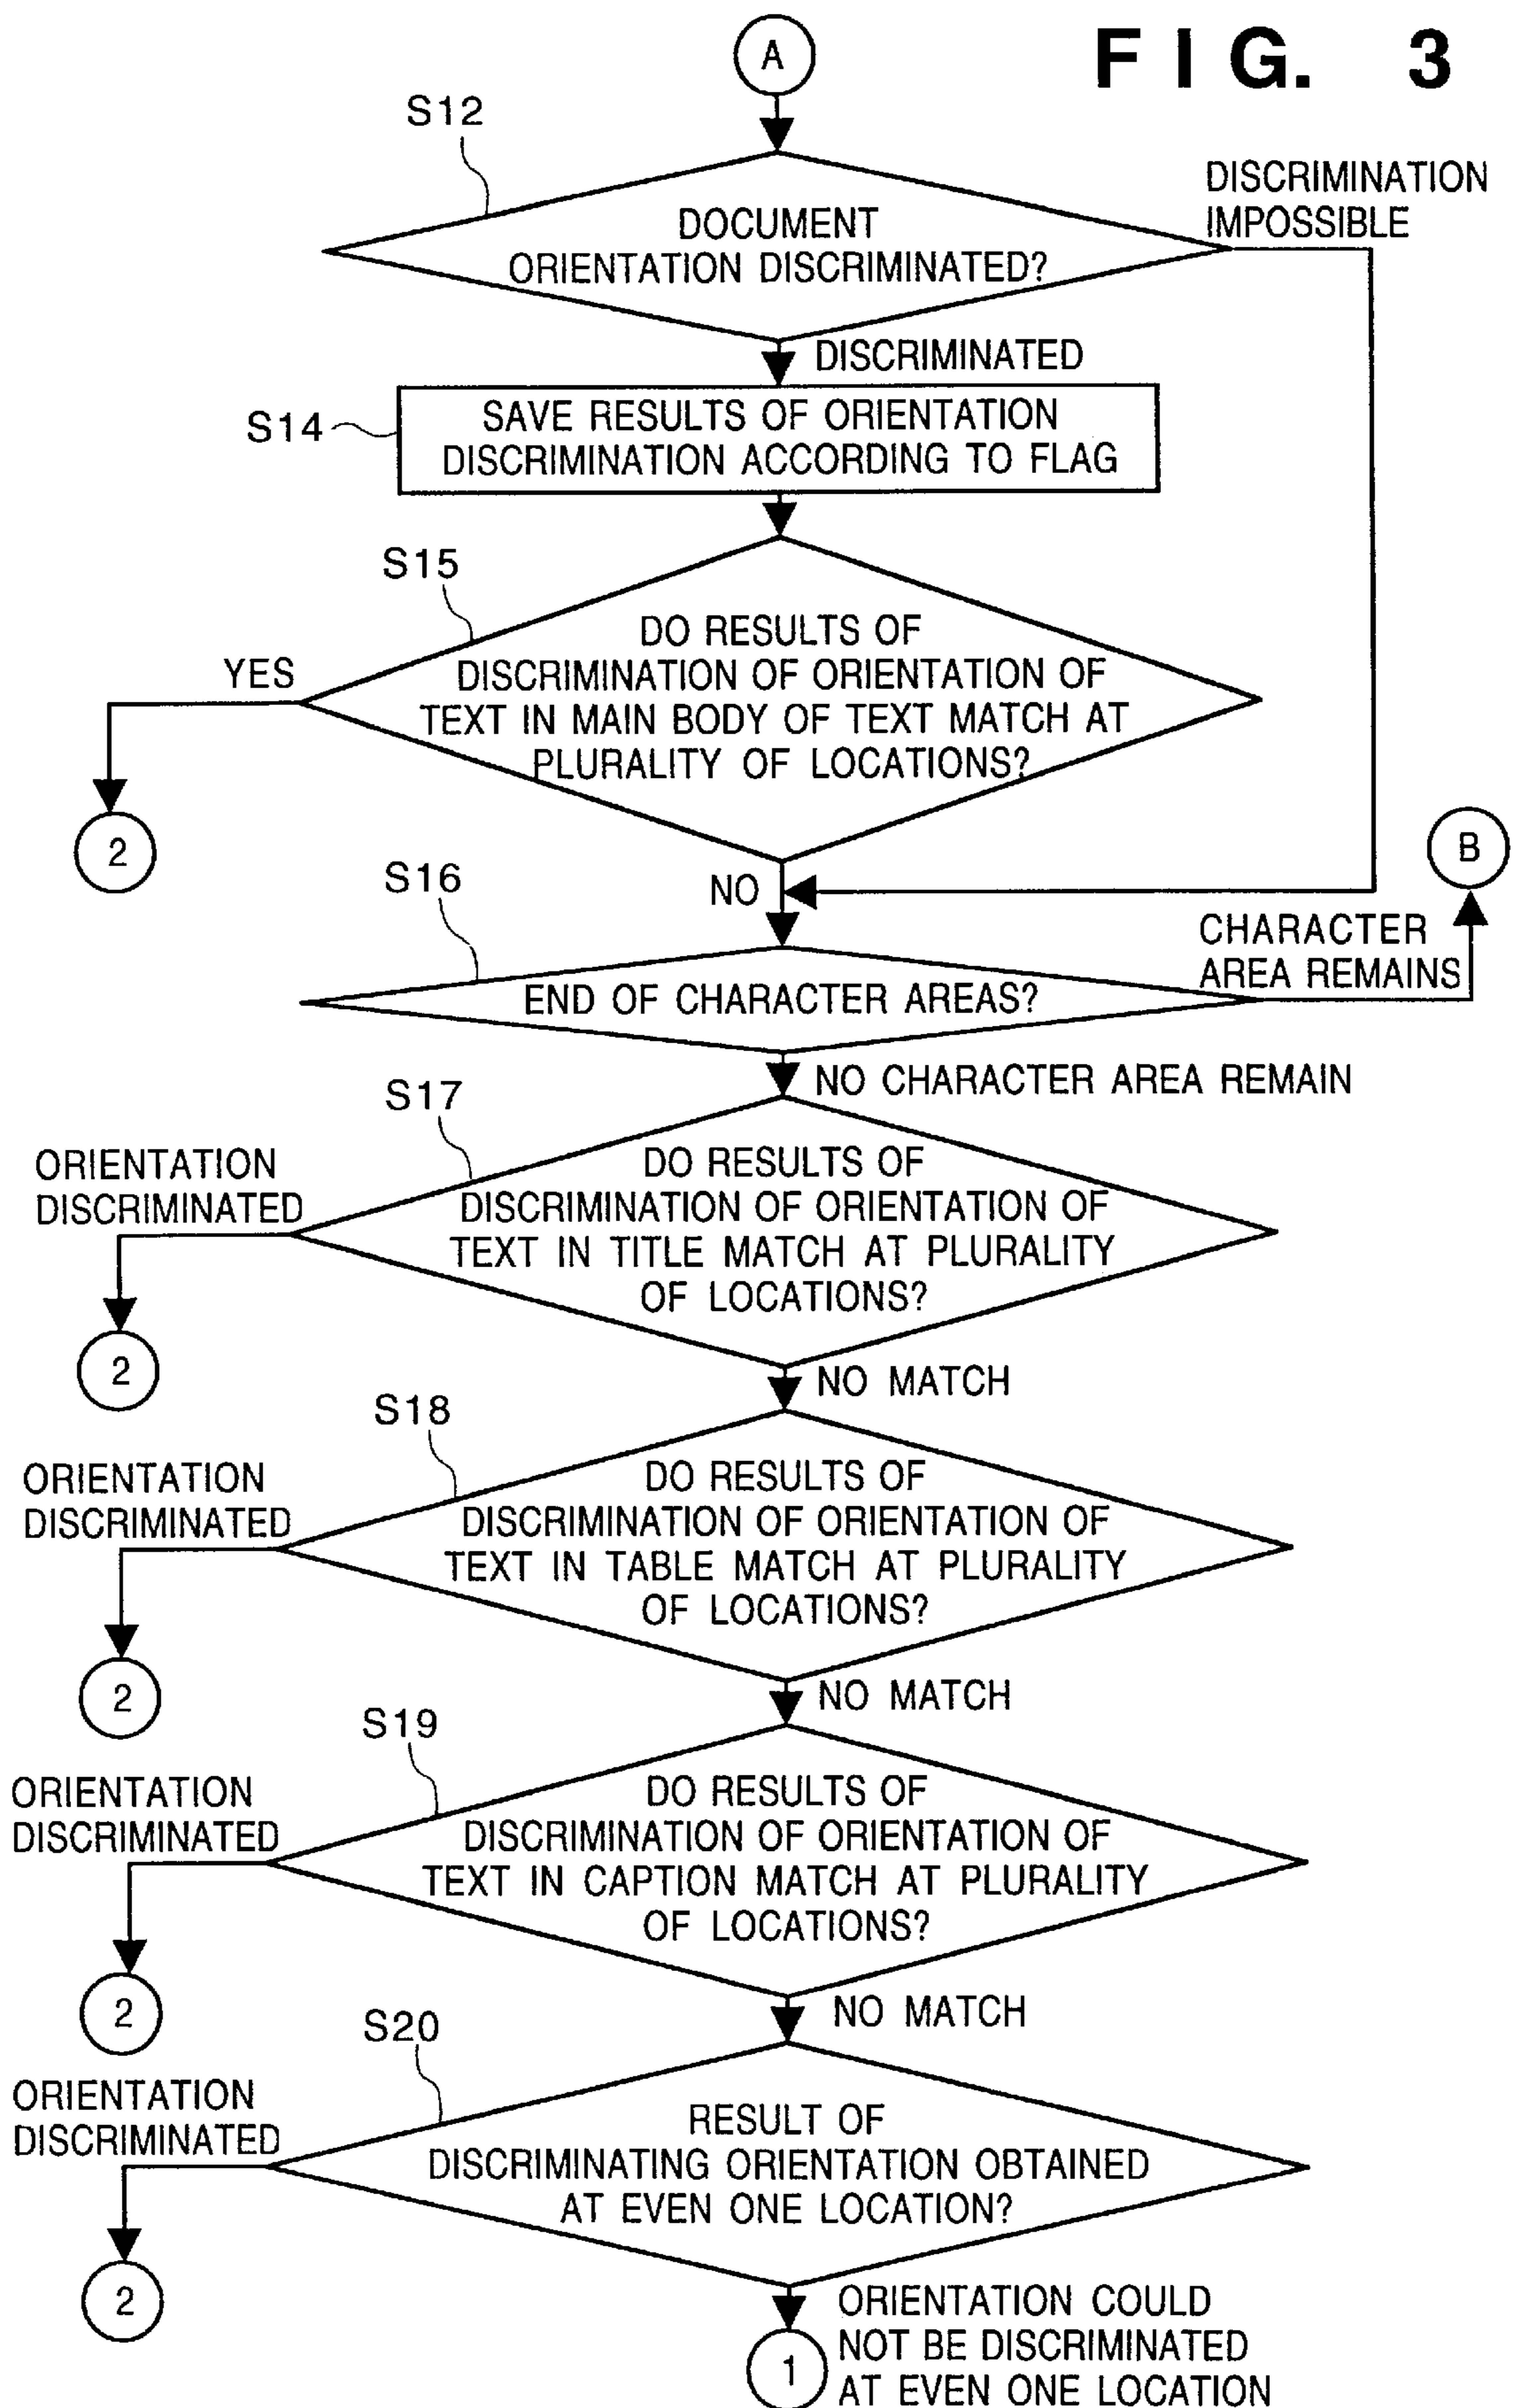 FIG. 3
A
S12
DOCUMENT
ORIENTATION DISCRIMINATED?
DISCRIMINATION
IMPOSSIBLE
DISCRIMINATED
S14
SAVE RESULTS OF ORIENTATION
DISCRIMINATION ACCORDING TO FLAG
S15
DO RESULTS OF
DISCRIMINATION OF ORIENTATION OF
TEXT IN MAIN BODY OF TEXT MATCH AT
PLURALITY OF LOCATIONS?
YES
2
NO
B
S16
END OF CHARACTER AREAS?
CHARACTER
AREA REMAINS
NO CHARACTER AREA REMAIN
S17
DO RESULTS OF
DISCRIMINATION OF ORIENTATION OF
TEXT IN TITLE MATCH AT PLURALITY
OF LOCATIONS?
ORIENTATION
DISCRIMINATED
2
NO MATCH
S18
DO RESULTS OF
DISCRIMINATION OF ORIENTATION OF
TEXT IN TABLE MATCH AT PLURALITY
OF LOCATIONS?
ORIENTATION
DISCRIMINATED
2
NO MATCH
S19
DO RESULTS OF
DISCRIMINATION OF ORIENTATION OF
TEXT IN CAPTION MATCH AT PLURALITY
OF LOCATIONS?
ORIENTATION
DISCRIMINATED
2
NO MATCH
S20
RESULT OF
DISCRIMINATING ORIENTATION OBTAINED
AT EVEN ONE LOCATION?
ORIENTATION
DISCRIMINATED
2
ORIENTATION COULD
NOT BE DISCRIMINATED
AT EVEN ONE LOCATION
1